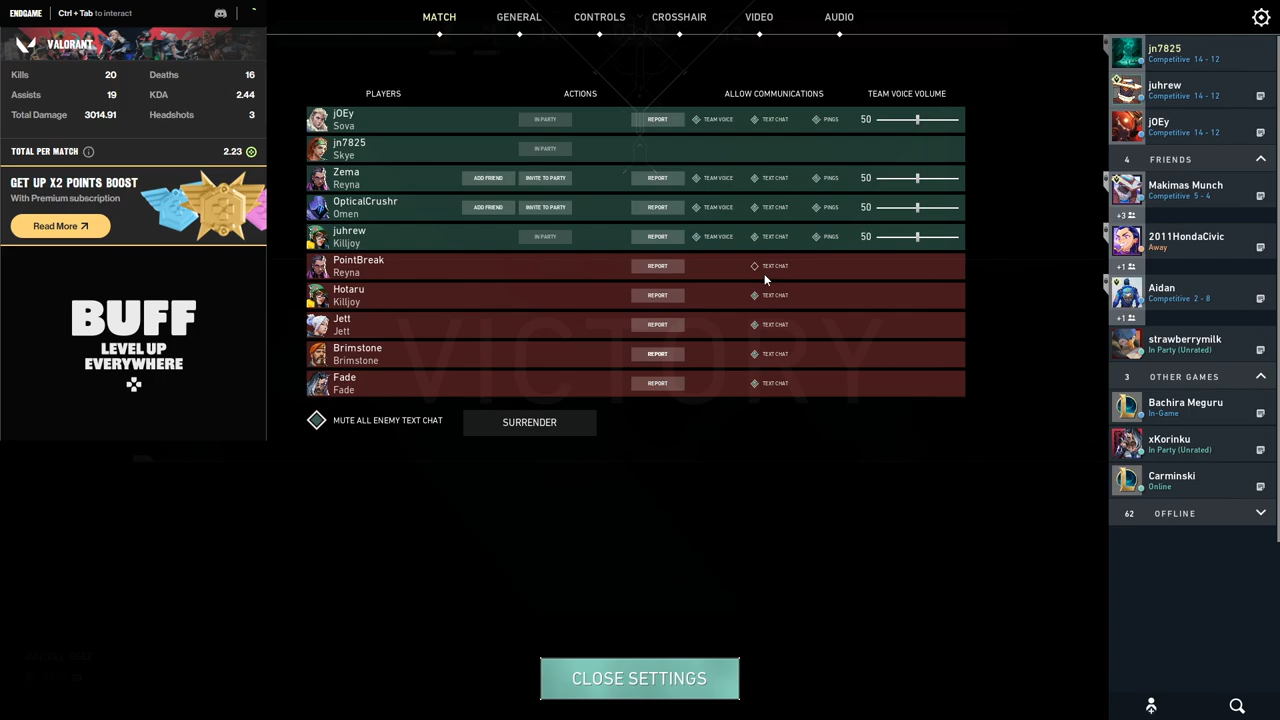 ENDGAME Ctrl + Tab to interact
VALORANT
Kills 20 Deaths 16
Assists 19 KDA 2.44
Total Damage 3014.91 Headshots 3
TOTAL PER MATCH 2.23
GET UP X2 POINTS BOOST
With Premium subscription
Read More
BUFF
LEVEL UP
EVERYWHERE
MATCH GENERAL CONTROLS CROSSHAIR VIDEO AUDIO
PLAYERS ACTIONS ALLOW COMMUNICATIONS TEAM VOICE VOLUME
jOEy
Sova
IN PARTY REPORT TEAM VOICE TEXT CHAT PINGS 50
jn7825
Skye
IN PARTY
Zema
Reyna
ADD FRIEND INVITE TO PARTY REPORT TEAM VOICE TEXT CHAT PINGS 50
OpticalCrushr
Omen
ADD FRIEND INVITE TO PARTY REPORT TEAM VOICE TEXT CHAT PINGS 50
juhrew
Killjoy
IN PARTY REPORT TEAM VOICE TEXT CHAT PINGS 50
PointBreak
Reyna
REPORT TEXT CHAT
Hotaru
Killjoy
REPORT TEXT CHAT
Jett
Jett
REPORT TEXT CHAT
Brimstone
Brimstone
REPORT TEXT CHAT
Fade
Fade
REPORT TEXT CHAT
VICTORY
MUTE ALL ENEMY TEXT CHAT SURRENDER
CLOSE SETTINGS
jn7825
Competitive 14 - 12
juhrew
Competitive 14 - 12
jOEy
Competitive 14 - 12
4 FRIENDS
Makimas Munch
Competitive 5 - 4
+3
2011HondaCivic
Away
+1
Aidan
Competitive 2 - 8
+1
strawberrymilk
In Party (Unrated)
3 OTHER GAMES
Bachira Meguru
In-Game
xKorinku
In Party (Unrated)
Carminski
Online
62 OFFLINE